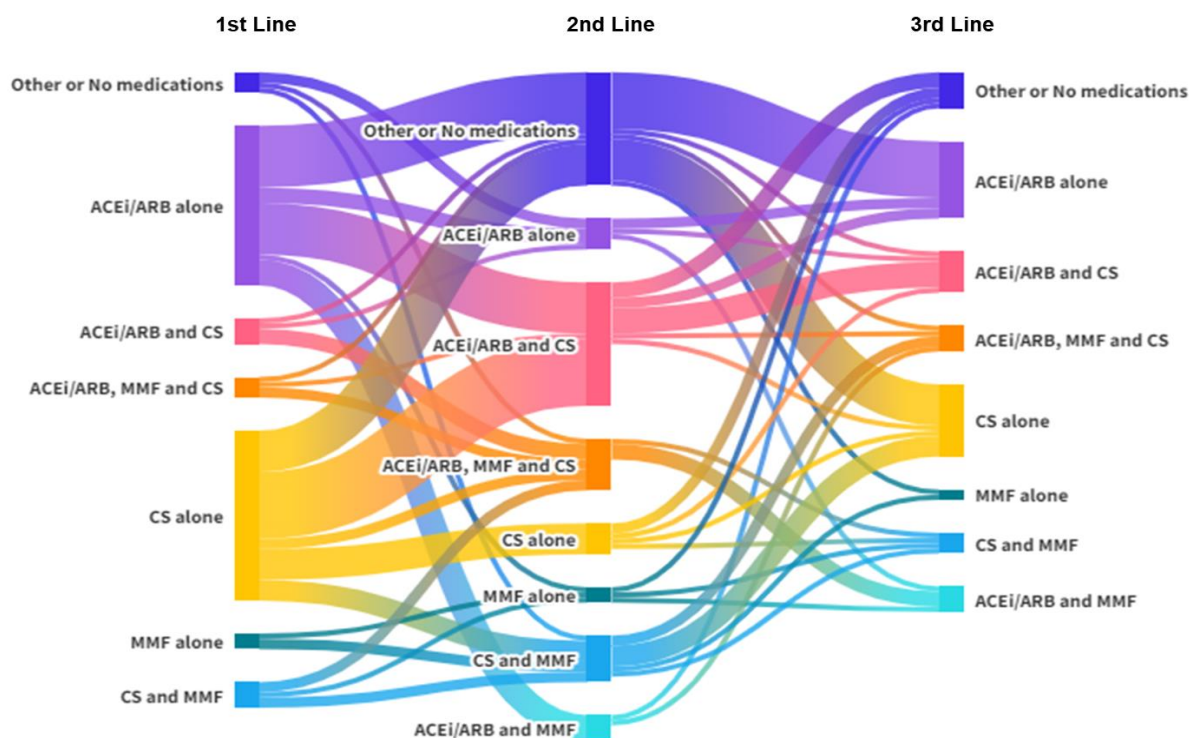 1st Line
2nd Line
3rd Line
Other or No medications
ACEi/ARB alone
ACEi/ARB and CS
ACEi/ARB, MMF and CS
CS alone
MMF alone
CS and MMF
Other or No medications
ACEi/ARB alone
ACEi/ARB and CS
ACEi/ARB, MMF and CS
CS alone
MMF alone
CS and MMF
ACEi/ARB and MMF
Other or No medications
ACEi/ARB alone
ACEi/ARB and CS
ACEi/ARB, MMF and CS
CS alone
MMF alone
CS and MMF
ACEi/ARB and MMF